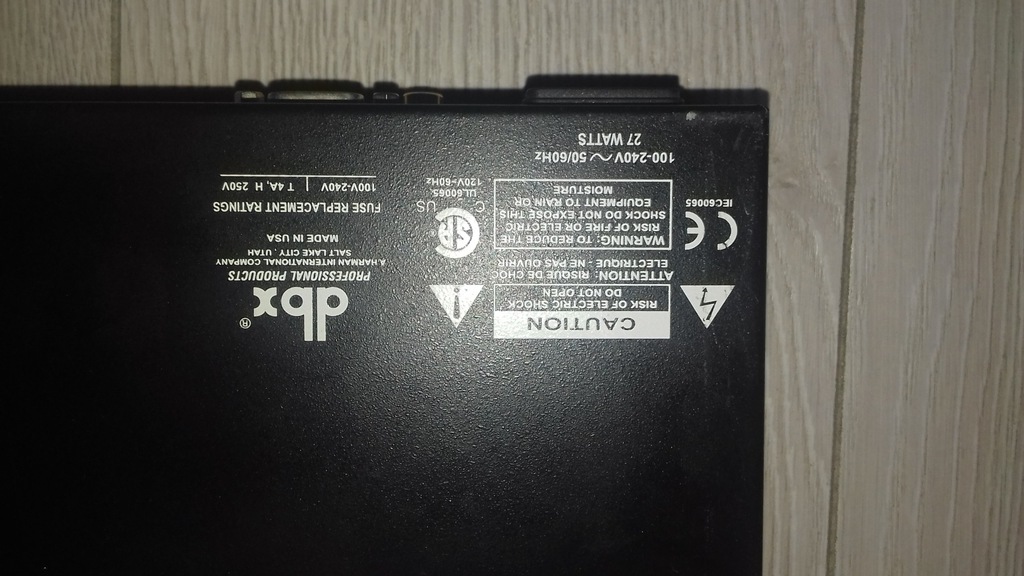 CAUTION
RISK OF ELECTRIC SHOCK
DO NOT OPEN
ATTENTION: RISQUE DE CHOC
ELECTRIQUE - NE PAS OUVRIR
WARNING: TO REDUCE THE
RISK OF FIRE OR ELECTRIC
SHOCK DO NOT EXPOSE THIS
EQUIPMENT TO RAIN OR
MOISTURE
CE
IEC60065
100-240V ~ 50/60Hz
27 WATTS
C SA US
UL60065
120V~60Hz
dbx®
PROFESSIONAL PRODUCTS
A HARMAN INTERNATIONAL COMPANY
SALT LAKE CITY, UTAH
MADE IN USA
FUSE REPLACEMENT RATINGS
100V-240V | T 4A, H 250V